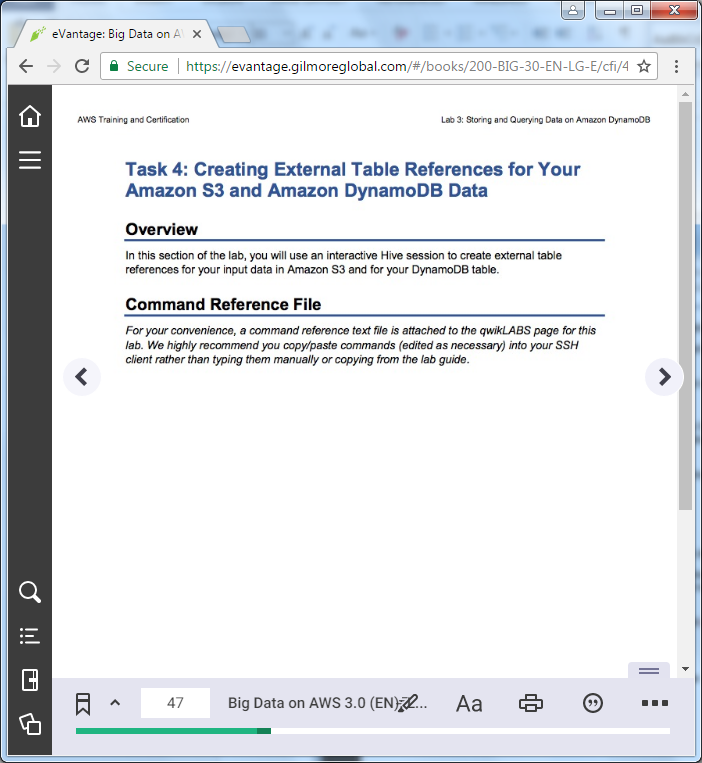 eVantage: Big Data on A
Secure
https://evantage.gilmoreglobal.com/#/books/200-BIG-30-EN-LG-E/cfi/4
AWS Training and Certification
Lab 3: Storing and Querying Data on Amazon DynamoDB
Task 4: Creating External Table References for Your
Amazon S3 and Amazon DynamoDB Data
Overview
In this section of the lab, you will use an interactive Hive session to create external table
references for your input data in Amazon S3 and for your DynamoDB table.
Command Reference File
For your convenience, a command reference text file is attached to the qwikLABS page for this
lab. We highly recommend you copy/paste commands (edited as necessary) into your SSH
client rather than typing them manually or copying from the lab guide.
47
Big Data on AWS 3.0 (EN)
Aa